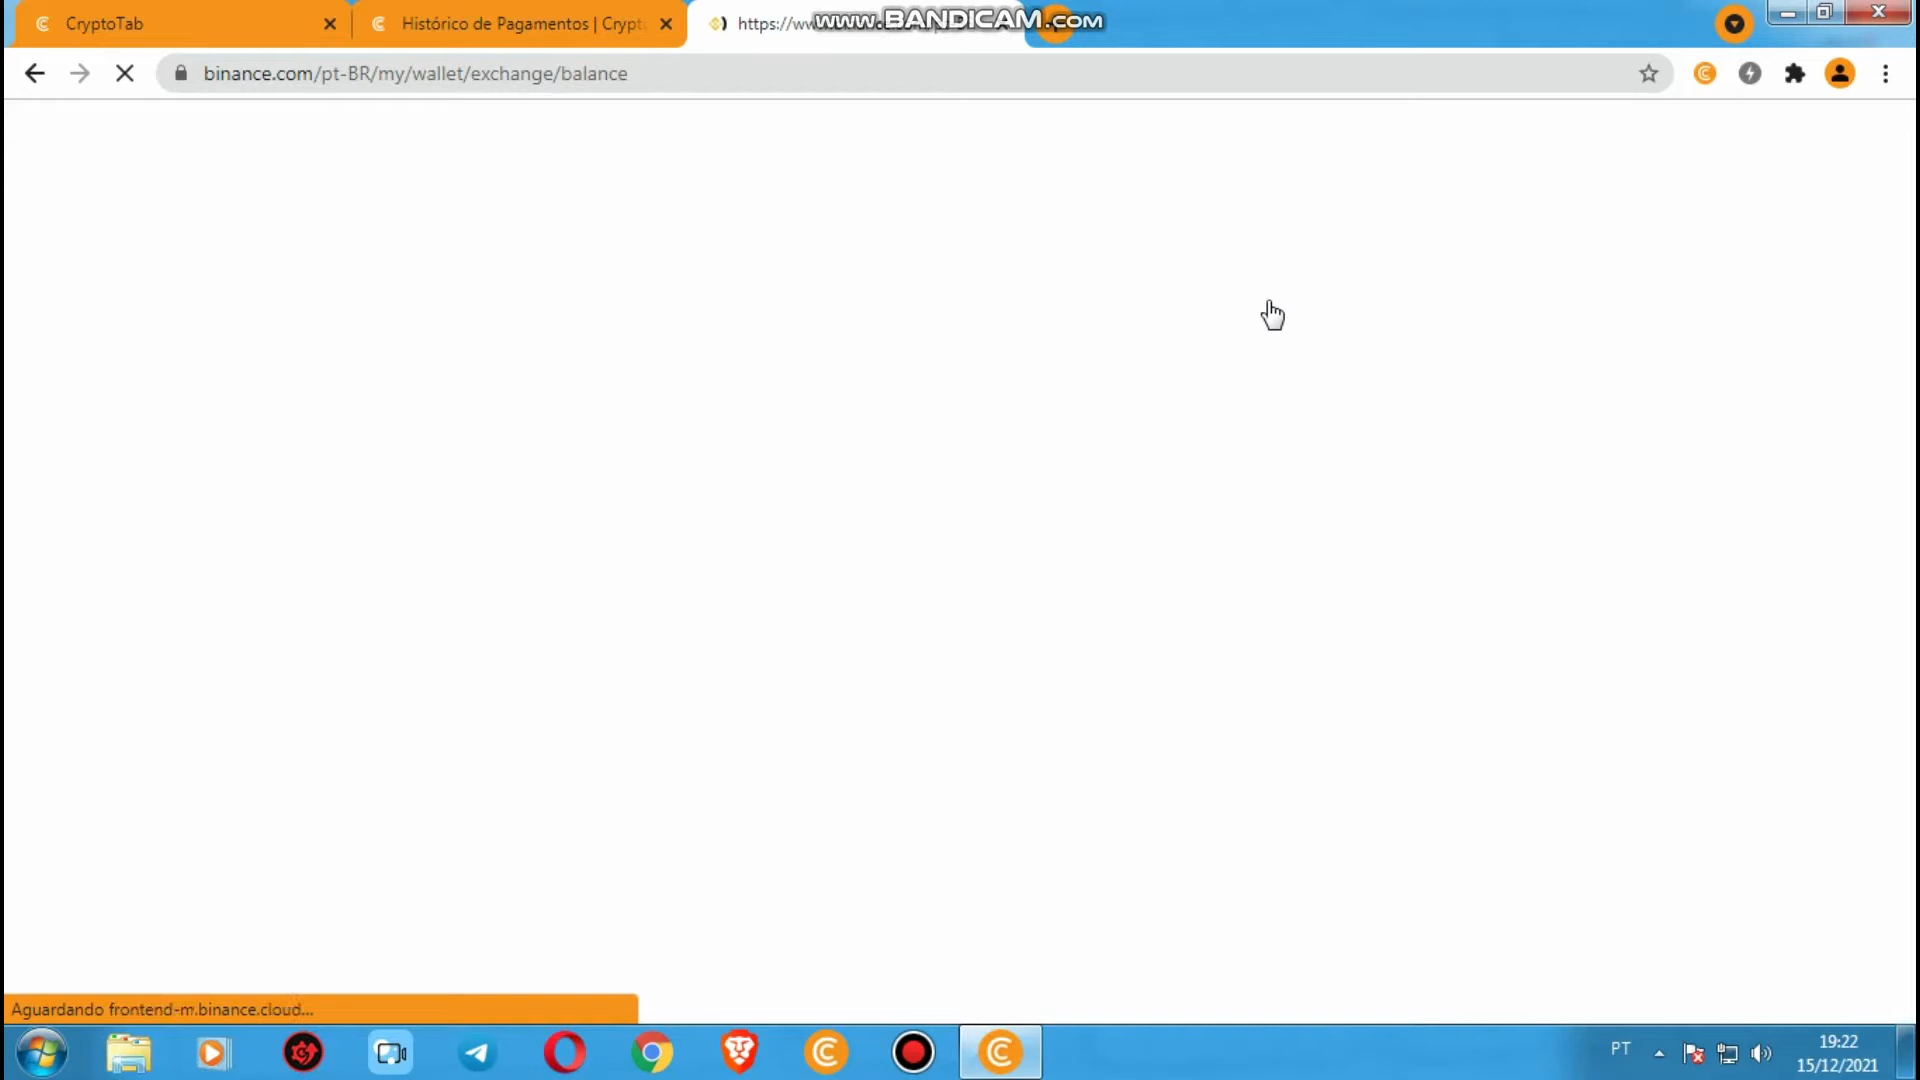 CryptoTab
Histórico de Pagamentos | Crypto
https://ww
www.BANDICAM.com
binance.com/pt-BR/my/wallet/exchange/balance
Aguardando frontend-m.binance.cloud...
PT
19:22
15/12/2021